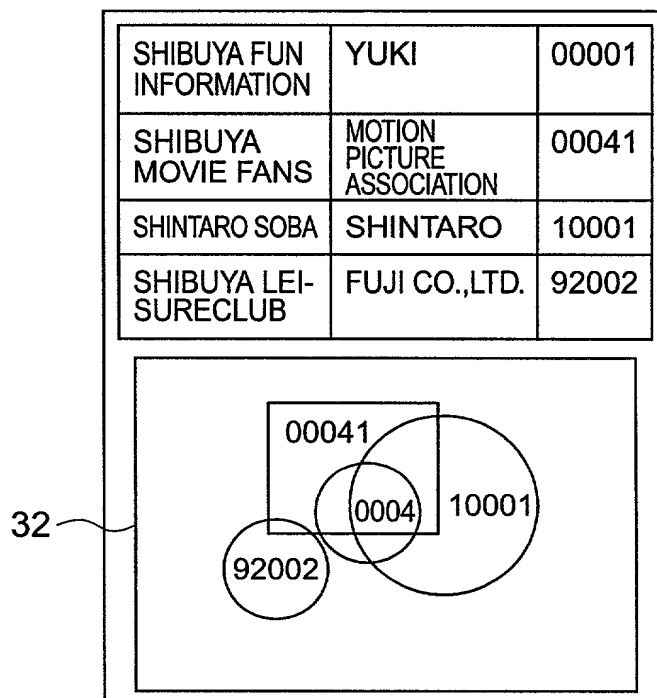 SHIBUYA FUN YUKI 00001
INFORMATION
SHIBUYA MOTION 00041
MOVIE FANS PICTURE
ASSOCIATION
SHINTARO SOBA SHINTARO 10001
SHIBUYA LEI- FUJI CO.,LTD. 92002
SURECLUB
00041
0004 10001
32
92002